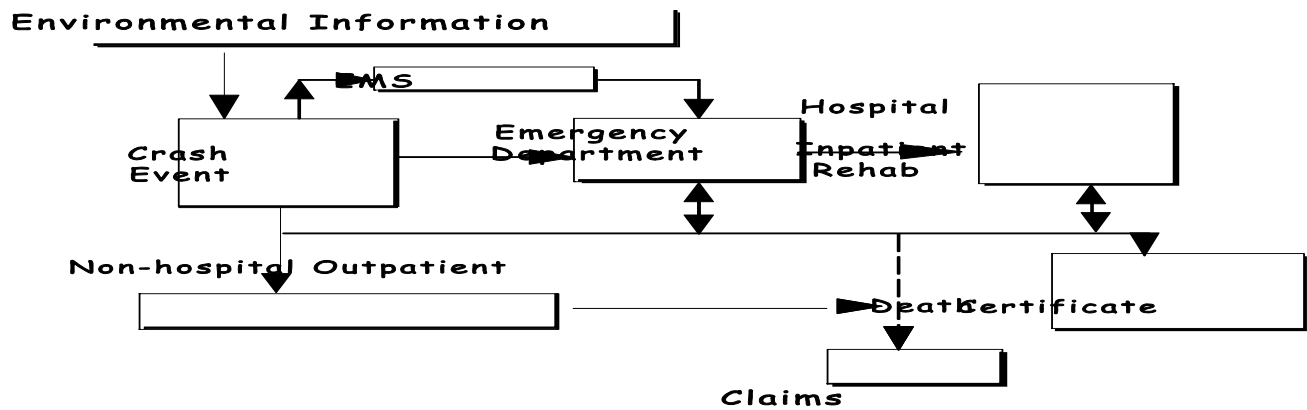 Environmental Information
EMS
Hospital
Emergency
Department
Inpatient
Rehab
Crash
Event
Non-hospital Outpatient
Death Certificate
Claims